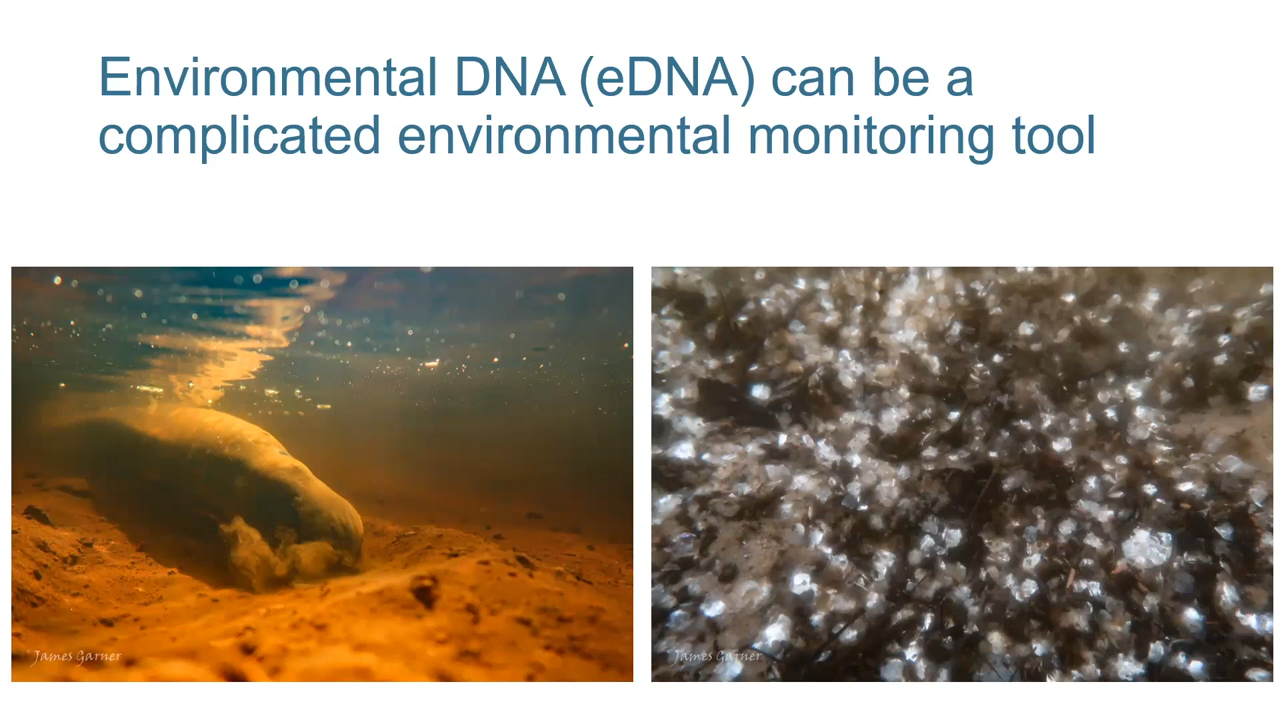 Environmental DNA (eDNA) can be a
complicated environmental monitoring tool
James Garner
James Garner